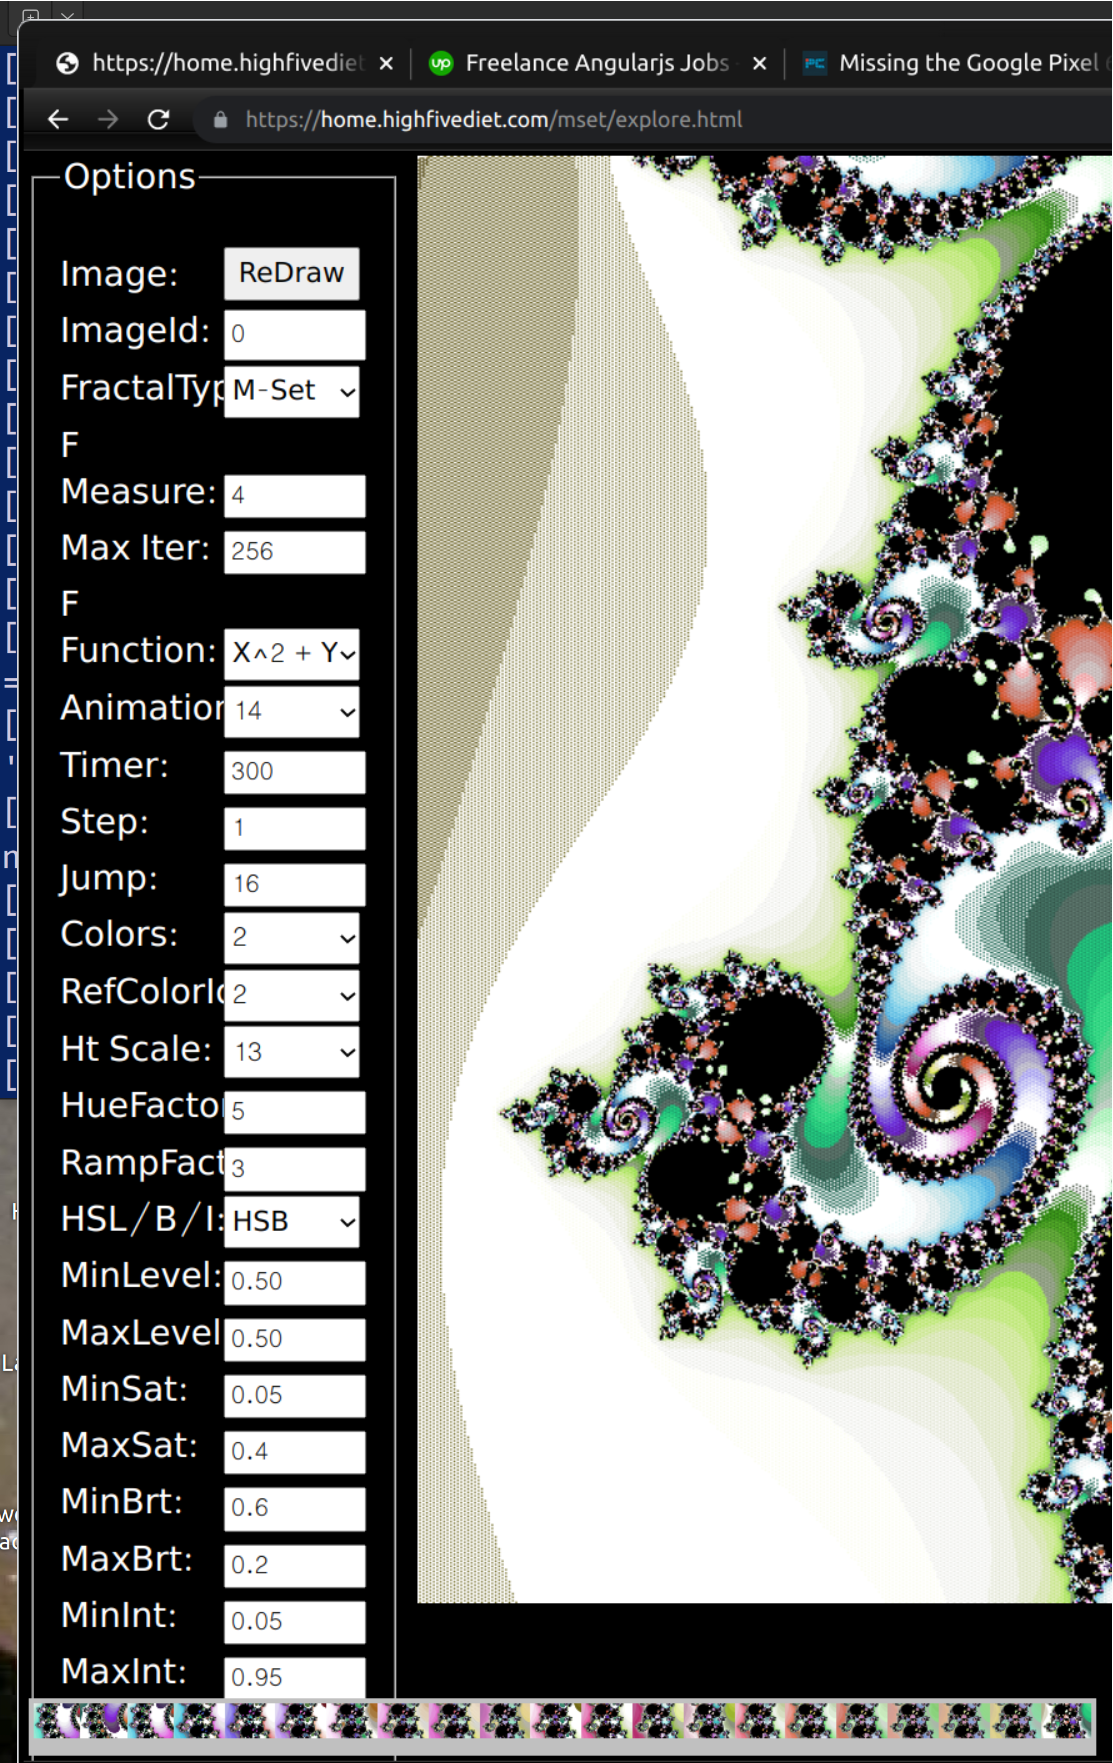 https://home.highfivediet
Freelance Angularjs Jobs
Missing the Google Pixel
https://home.highfivediet.com/mset/explore.html
Options
Image: ReDraw
ImageId: 0
FractalTyp M-Set
F
Measure: 4
Max Iter: 256
F
Function: X^2 + Y
Animation 14
Timer: 300
Step: 1
Jump: 16
Colors: 2
RefColorId 2
Ht Scale: 13
HueFactor 5
RampFact 3
HSL/B/I: HSB
MinLevel: 0.50
MaxLevel 0.50
MinSat: 0.05
MaxSat: 0.4
MinBrt: 0.6
MaxBrt: 0.2
MinInt: 0.05
MaxInt: 0.95